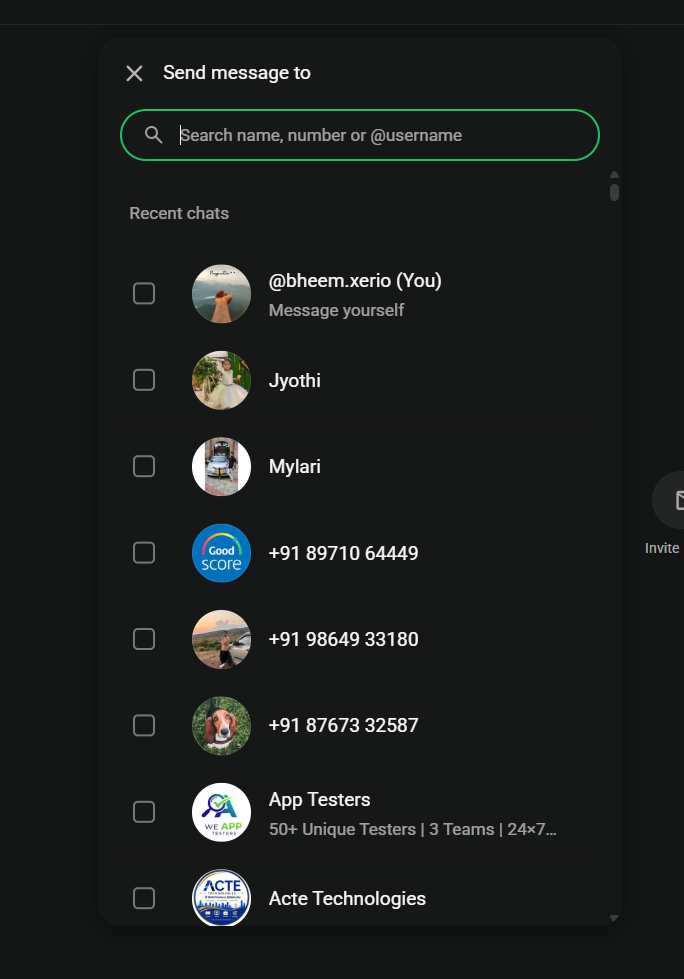 Send message to
Search name, number or @username
Recent chats
@bheem.xerio (You)
Message yourself
Jyothi
Mylari
Good
score
+91 89710 64449
+91 98649 33180
+91 87673 32587
App Testers
WE APP
TESTERS
50+ Unique Testers | 3 Teams | 24×7...
ACTE
TECHNOLOGIES
Acte Technologies
Invite